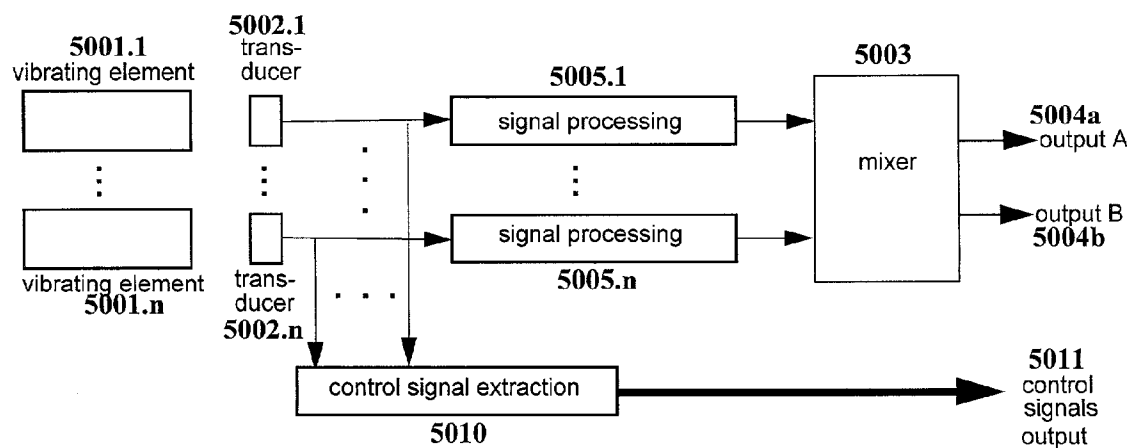 5001.1
vibrating element
5002.1
trans-
ducer
5005.1
signal processing
5003
mixer
5004a
output A
output B
5004b
signal processing
5005.n
vibrating element
5001.n
trans-
ducer
5002.n
control signal extraction
5010
5011
control
signals
output